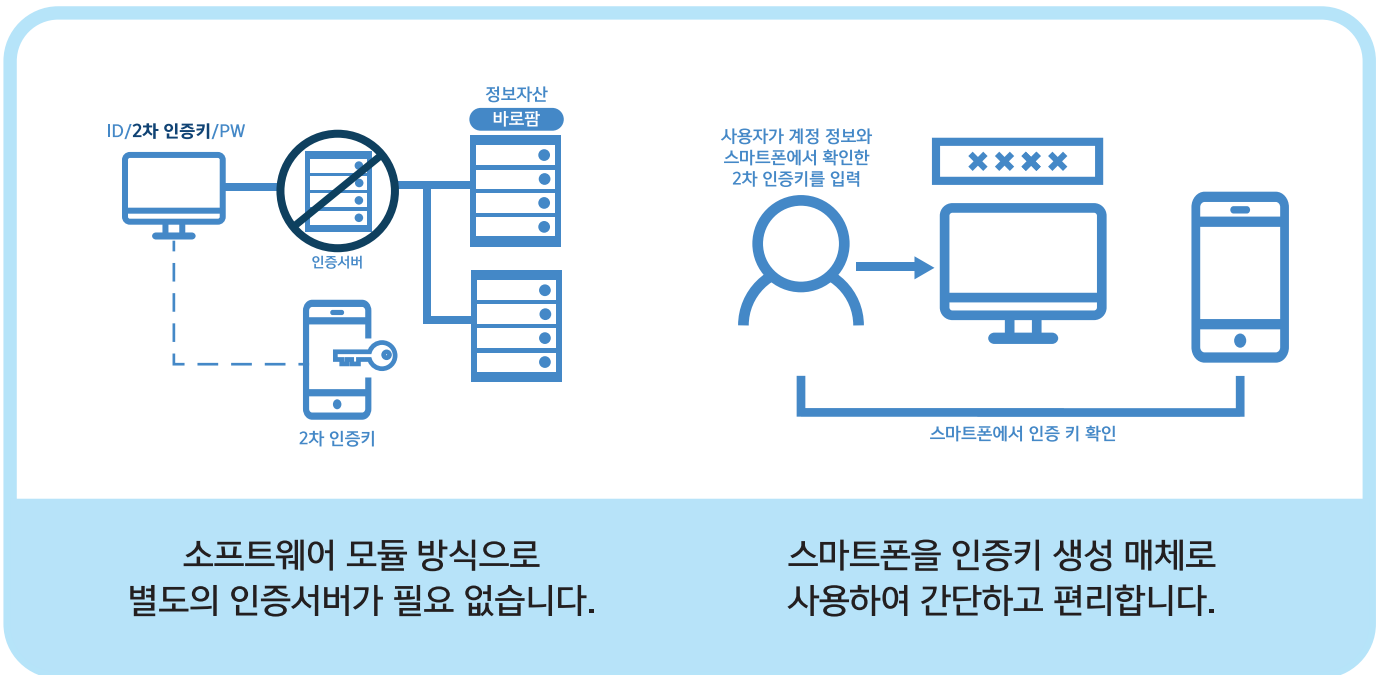 ID/2차 인증키/PW
인증서버
정보자산
바로팜
2차 인증키
소프트웨어 모듈 방식으로
별도의 인증서버가 필요 없습니다.
사용자가 계정 정보와
스마트폰에서 확인한
2차 인증키를 입력
스마트폰에서 인증 키 확인
스마트폰을 인증키 생성 매체로
사용하여 간단하고 편리합니다.